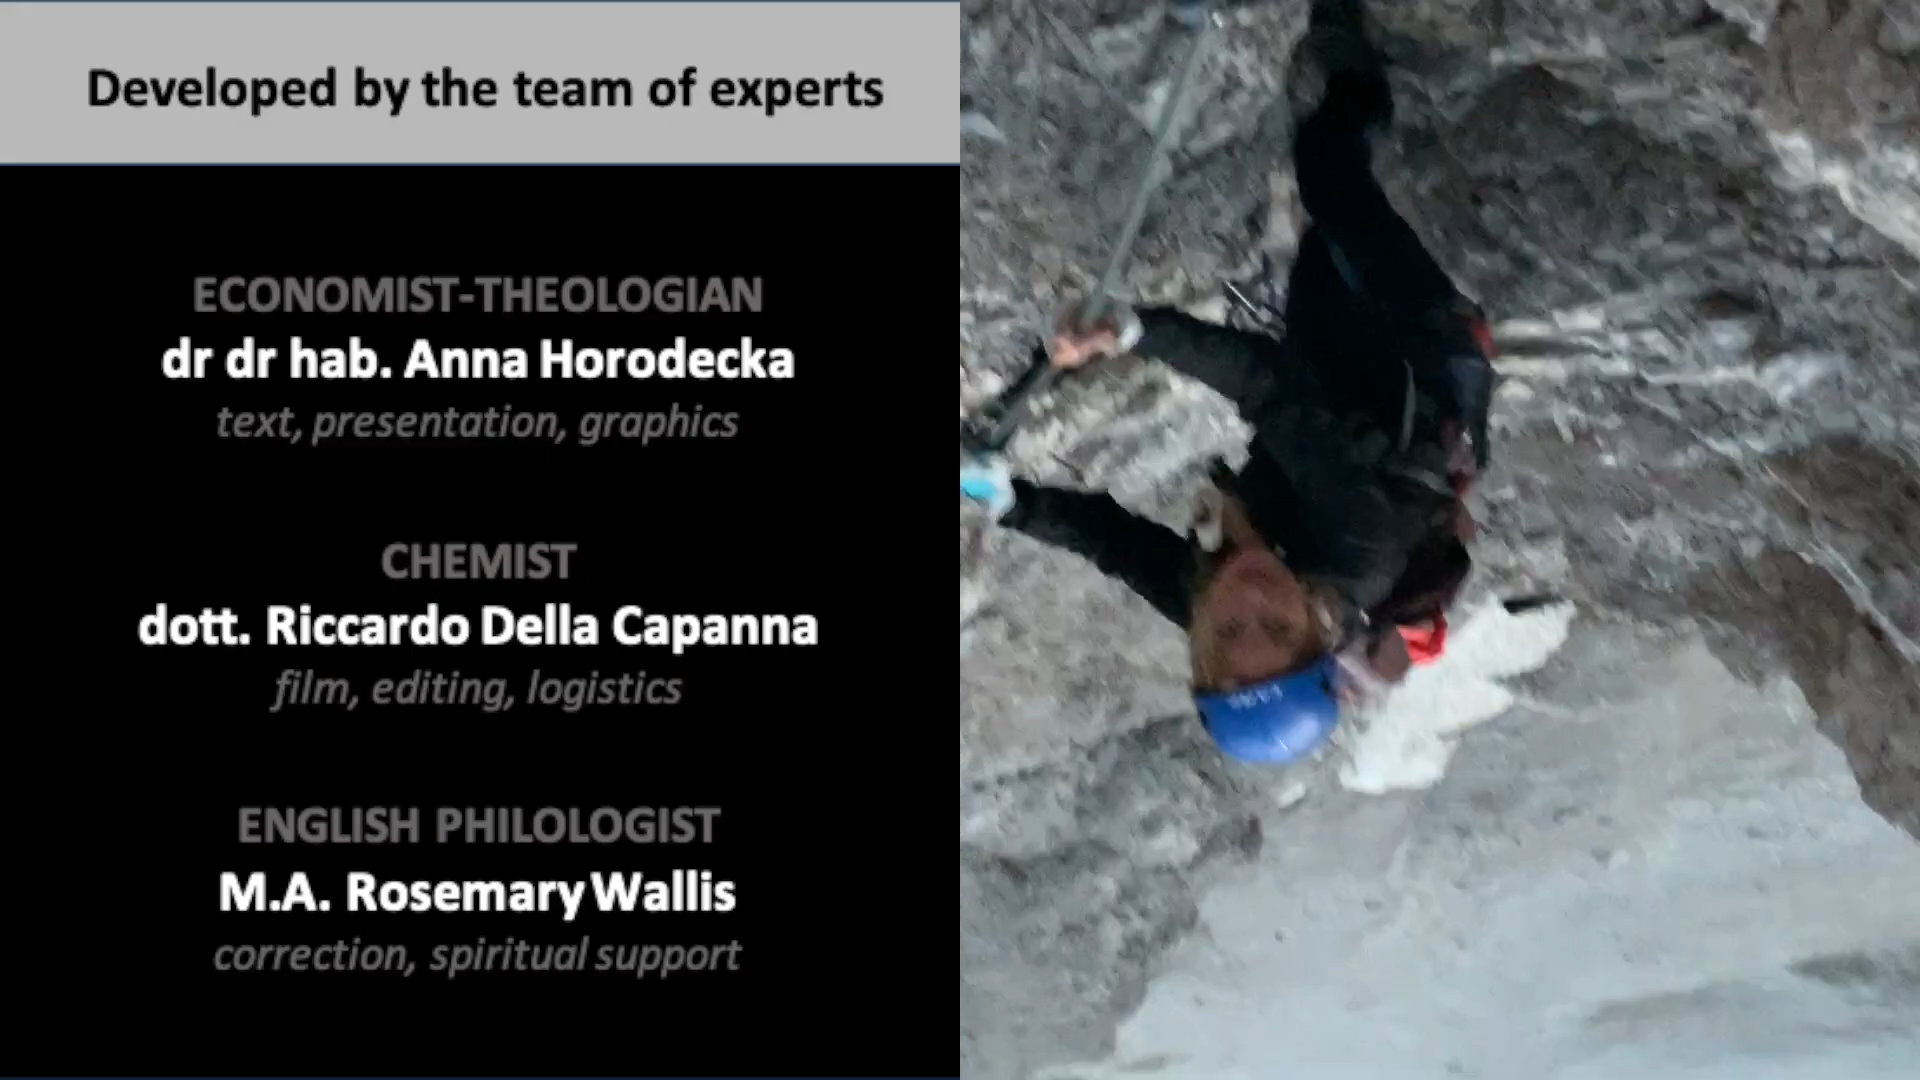 Developed by the team of experts
ECONOMIST-THEOLOGIAN
dr dr hab. Anna Horodecka
text, presentation, graphics
CHEMIST
dott. Riccardo Della Capanna
film, editing, logistics
ENGLISH PHILOLOGIST
M.A. Rosemary Wallis
correction, spiritual support